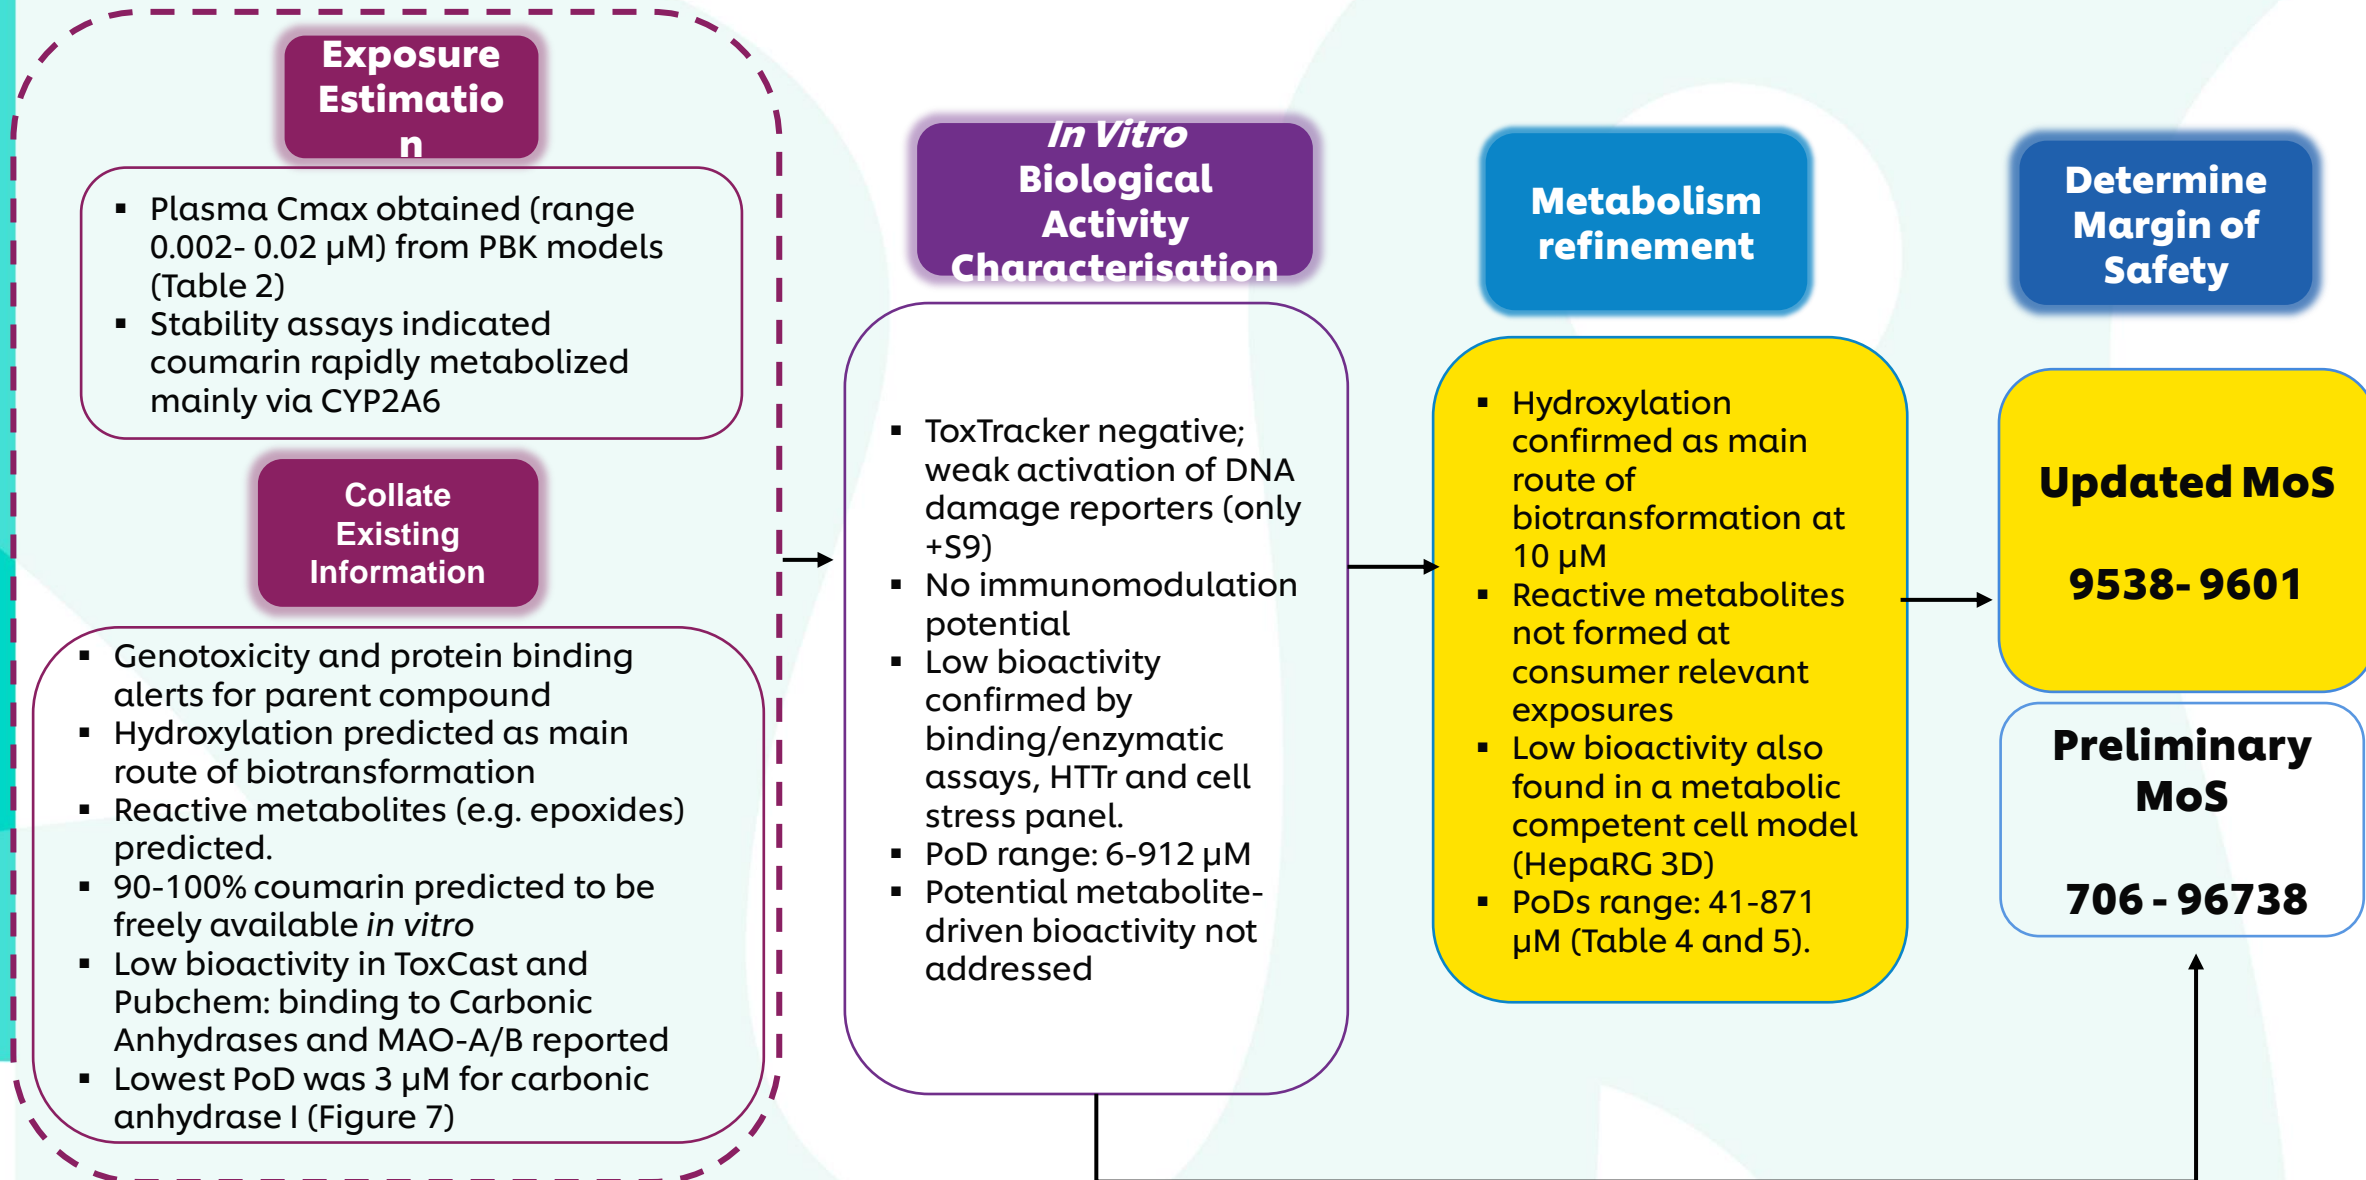 Exposure
Estimatio
n
▪ Plasma Cmax obtained (range
0.002- 0.02 µM) from PBK models
(Table 2)
▪ Stability assays indicated
coumarin rapidly metabolized
mainly via CYP2A6
Collate
Existing
Information
▪ Genotoxicity and protein binding
alerts for parent compound
▪ Hydroxylation predicted as main
route of biotransformation
▪ Reactive metabolites (e.g. epoxides)
predicted.
▪ 90-100% coumarin predicted to be
freely available in vitro
▪ Low bioactivity in ToxCast and
Pubchem: binding to Carbonic
Anhydrases and MAO-A/B reported
▪ Lowest PoD was 3 µM for carbonic
anhydrase I (Figure 7)
In Vitro
Biological
Activity
Characterisation
▪ ToxTracker negative;
weak activation of DNA
damage reporters (only
+S9)
▪ No immunomodulation
potential
▪ Low bioactivity
confirmed by
binding/enzymatic
assays, HTTr and cell
stress panel.
▪ PoD range: 6-912 µM
▪ Potential metabolite-
driven bioactivity not
addressed
Metabolism
refinement
▪ Hydroxylation
confirmed as main
route of
biotransformation at
10 µM
▪ Reactive metabolites
not formed at
consumer relevant
exposures
▪ Low bioactivity also
found in a metabolic
competent cell model
(HepaRG 3D)
▪ PoDs range: 41-871
µM (Table 4 and 5).
Determine
Margin of
Safety
Updated MoS
9538- 9601
Preliminary
MoS
706 - 96738